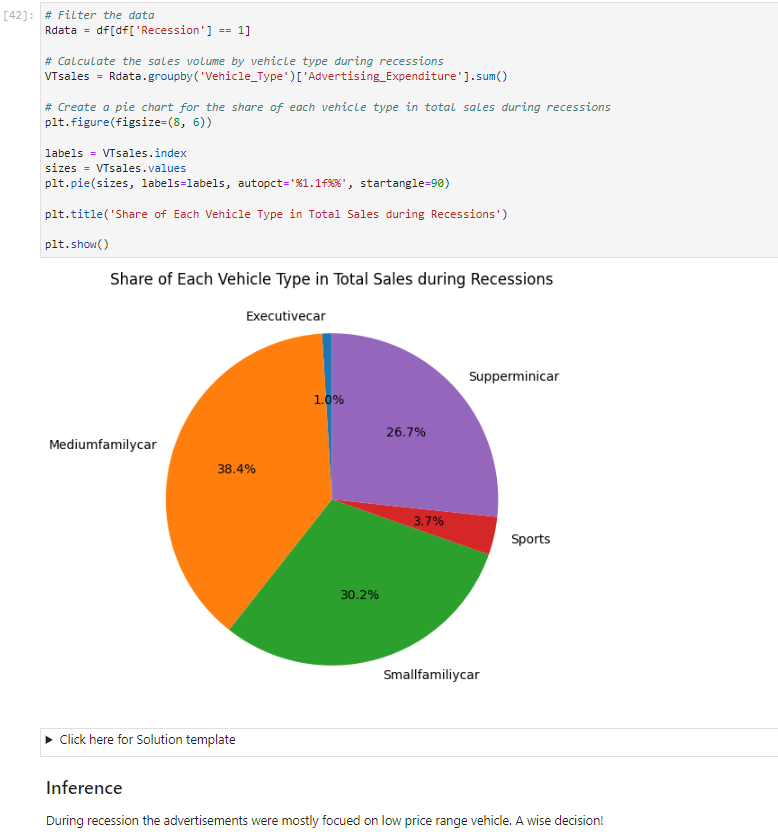 [42]: # Filter the data
Rdata = df[df['Recession'] == 1]
# Calculate the sales volume by vehicle type during recessions
VTsales = Rdata.groupby('Vehicle_Type')['Advertising_Expenditure'].sum()
# Create a pie chart for the share of each vehicle type in total sales during recessions
plt.figure(figsize=(8, 6))
labels = VTsales.index
sizes = VTsales.values
plt.pie(sizes, labels=labels, autopct='%1.1f%%', startangle=90)
plt.title('Share of Each Vehicle Type in Total Sales during Recessions')
plt.show()
Share of Each Vehicle Type in Total Sales during Recessions
Executivecar
Supperminicar
1.0%
26.7%
Mediumfamilycar
38.4%
3.7%
Sports
30.2%
Smallfamiliycar
Click here for Solution template
Inference
During recession the advertisements were mostly focued on low price range vehicle. A wise decision!